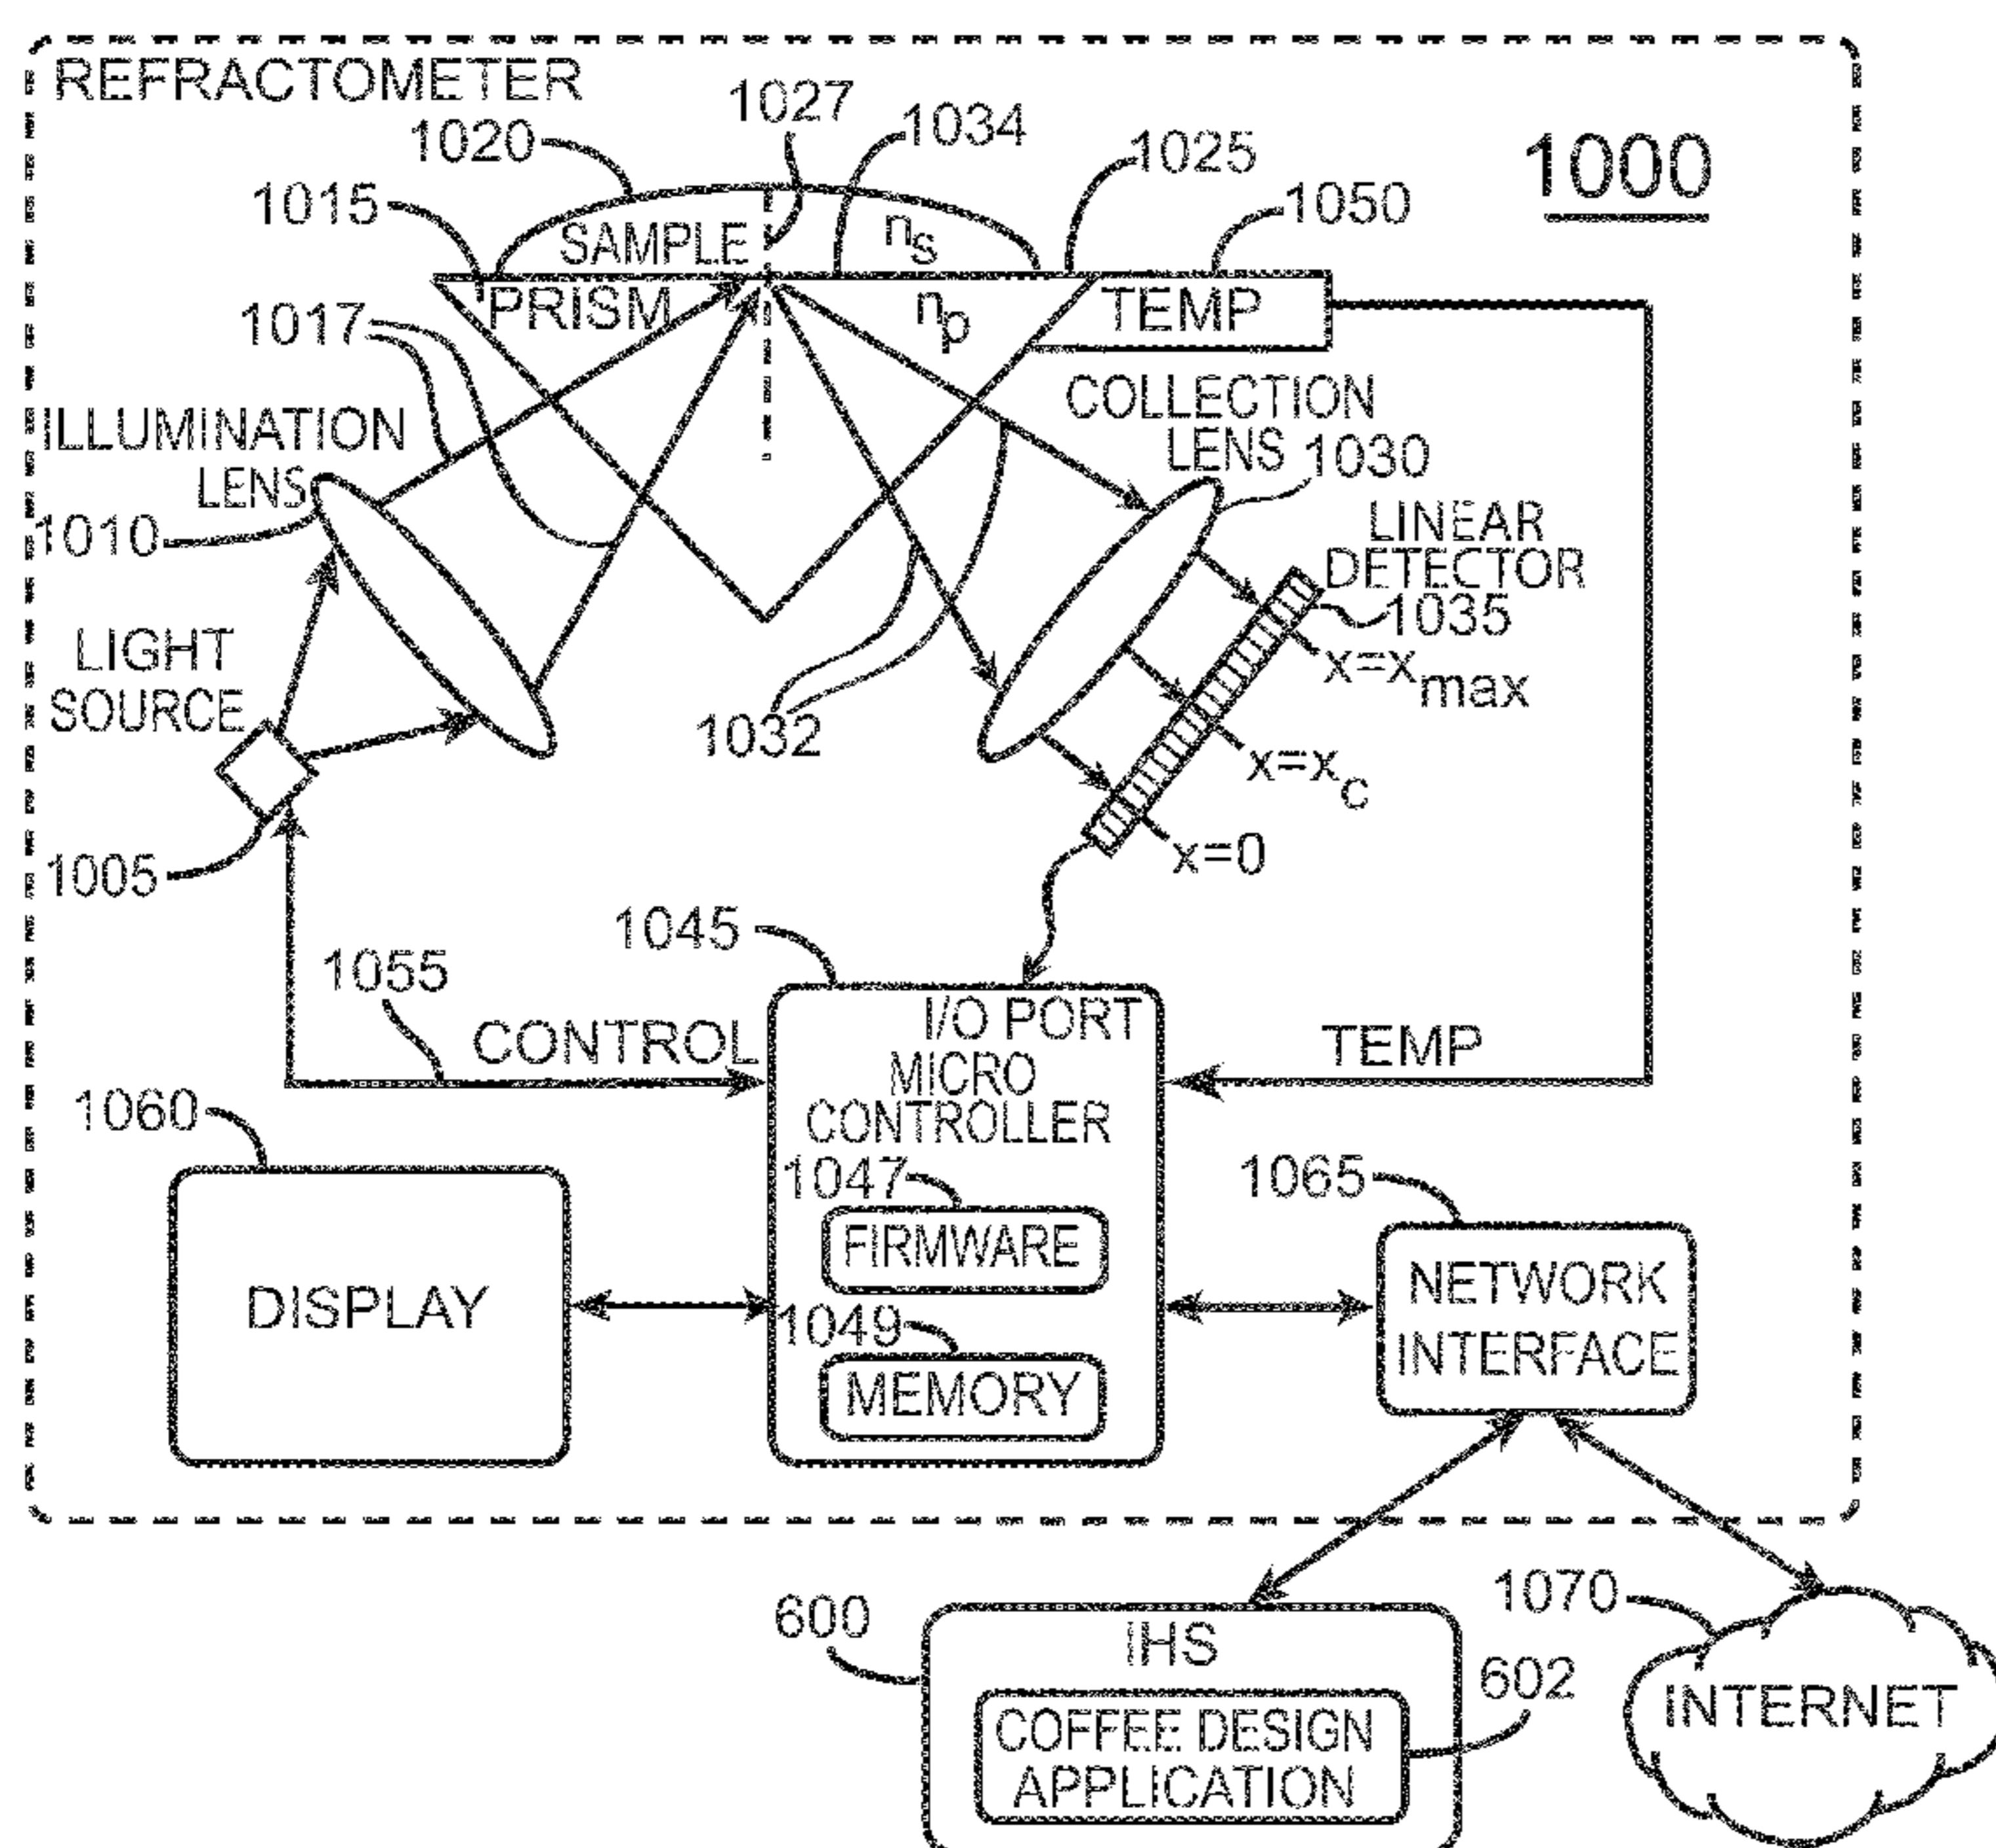 REFRACTOMETER
1027
1020
1034
1025
1000
1015
1050
SAMPLE
ns
PRISM
np
TEMP
1017
COLLECTION
LENS
1030
ILLUMINATION
LENS
1010
LINEAR
DETECTOR
1035
LIGHT
SOURCE
x=xmax
1032
x=xc
x=0
1005
1045
1055
I/O PORT
CONTROL
TEMP
MICRO
CONTROLLER
1060
1047
1065
FIRMWARE
NETWORK
INTERFACE
DISPLAY
1049
MEMORY
1070
600
IHS
602
INTERNET
COFFEE DESIGN
APPLICATION